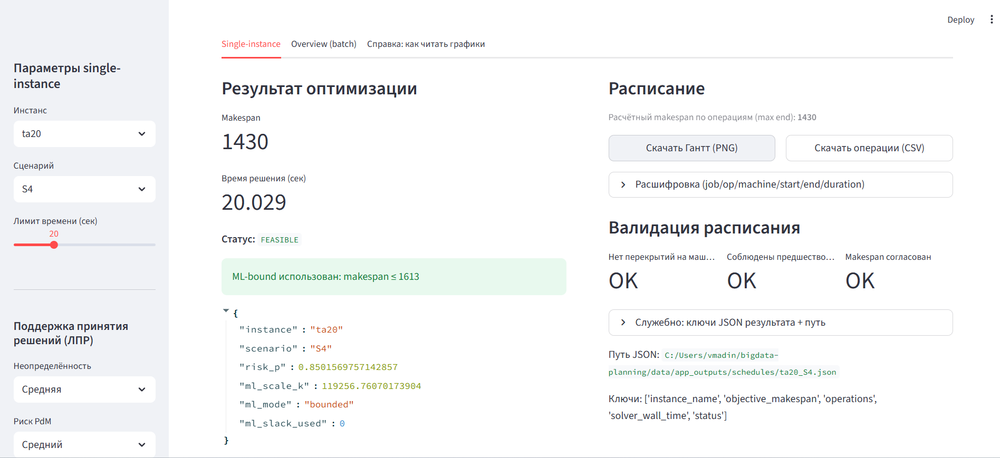 Deploy
Параметры single-
instance
Инстанс
ta20
Сценарий
S4
Лимит времени (сек)
20
Поддержка принятия
решений (ЛПР)
Неопределённость
Средняя
Риск PdM
Средний
Single-instance
Overview (batch)
Справка: как читать графики
Результат оптимизации
Makespan
1430
Время решения (сек)
20.029
Статус: FEASIBLE
ML-bound использован: makespan ≤ 1613
{
"instance" : "ta20"
"scenario" : "S4"
"risk_p" : 0.8501569757142857
"ml_scale_k" : 119256.76070173904
"ml_mode" : "bounded"
"ml_slack_used" : 0
}
Расписание
Расчётный makespan по операциям (max end): 1430
Скачать Гантт (PNG)
Скачать операции (CSV)
Расшифровка (job/op/machine/start/end/duration)
Валидация расписания
Нет перекрытий на маш…
OK
Соблюдены предшество…
OK
Makespan согласован
OK
Служебно: ключи JSON результата + путь
Путь JSON: C:/Users/vmadin/bigdata-
planning/data/app_outputs/schedules/ta20_S4.json
Ключи: ['instance_name', 'objective_makespan', 'operations',
'solver_wall_time', 'status']